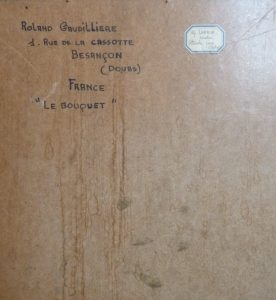 Roland Gaudilliere
1. Rue de la CASSOTTE
Besançon
(Doubs)
France
"Le Bouquet"